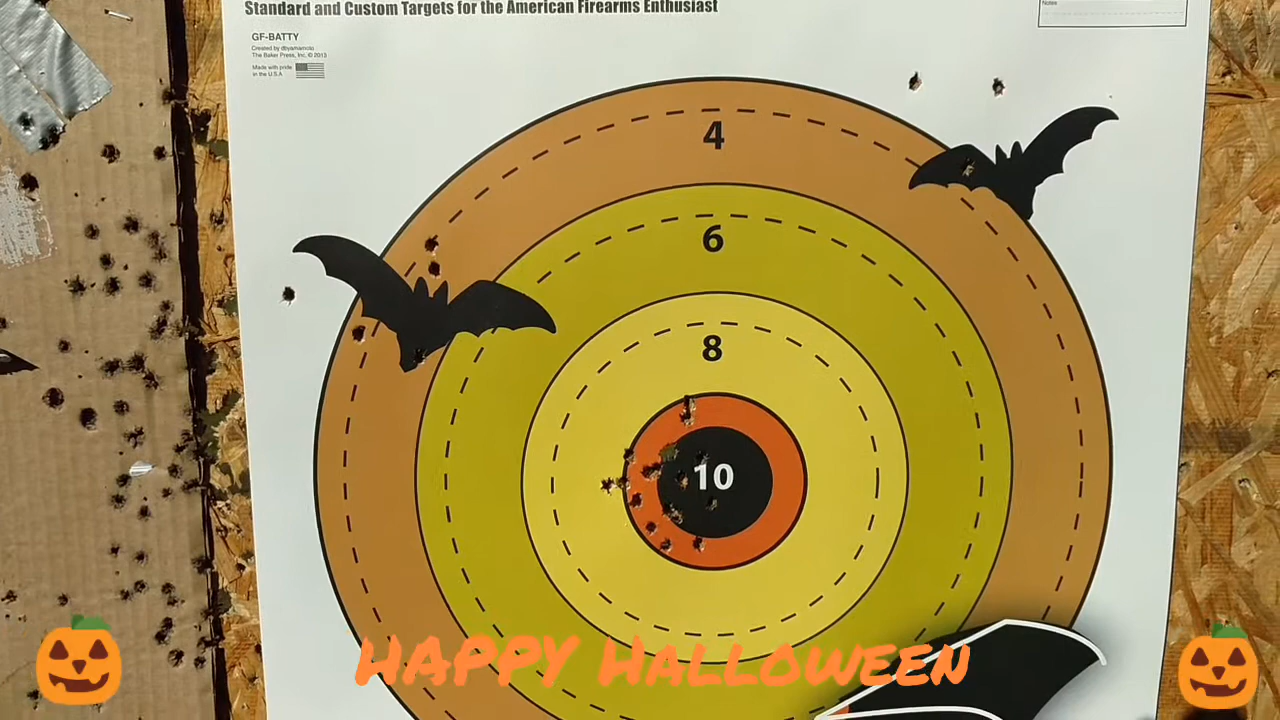 Standard and Custom Targets for the American Firearms Enthusiast
Notes
GF-BATTY
Created by dbyamamoto
The Baker Press, Inc. © 2013
Made with pride
in the U.S.A
4
6
8
10
HAPPY HALLOWEEN